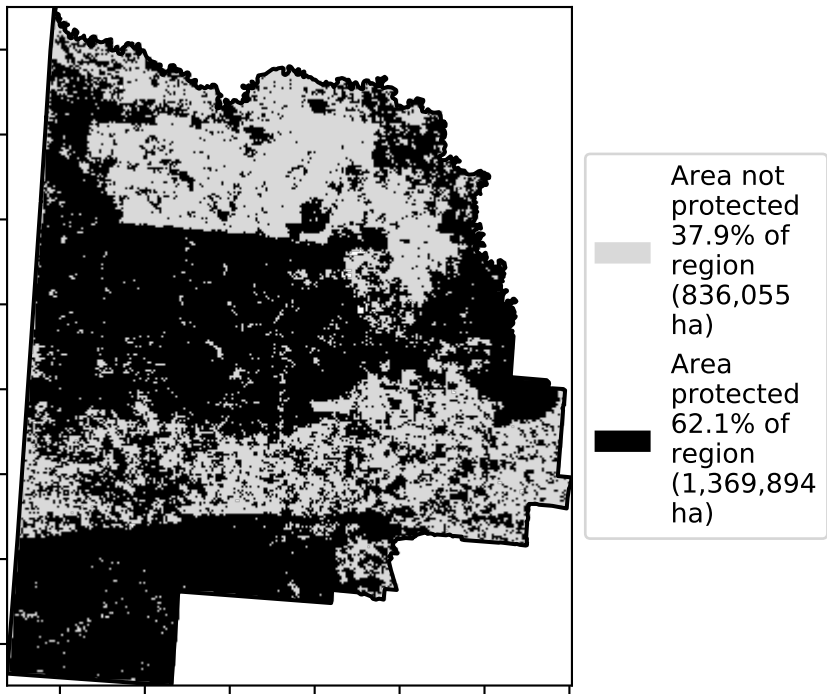 Area not
protected
37.9% of
region
(836,055
ha)
Area
protected
62.1% of
region
(1,369,894
ha)